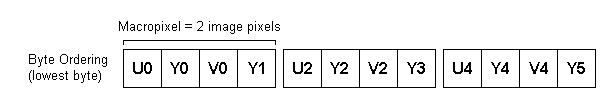 Macropixel = 2 image pixels
Byte Ordering
(lowest byte)
U0 Y0 V0 Y1 U2 Y2 V2 Y3 U4 Y4 V4 Y5